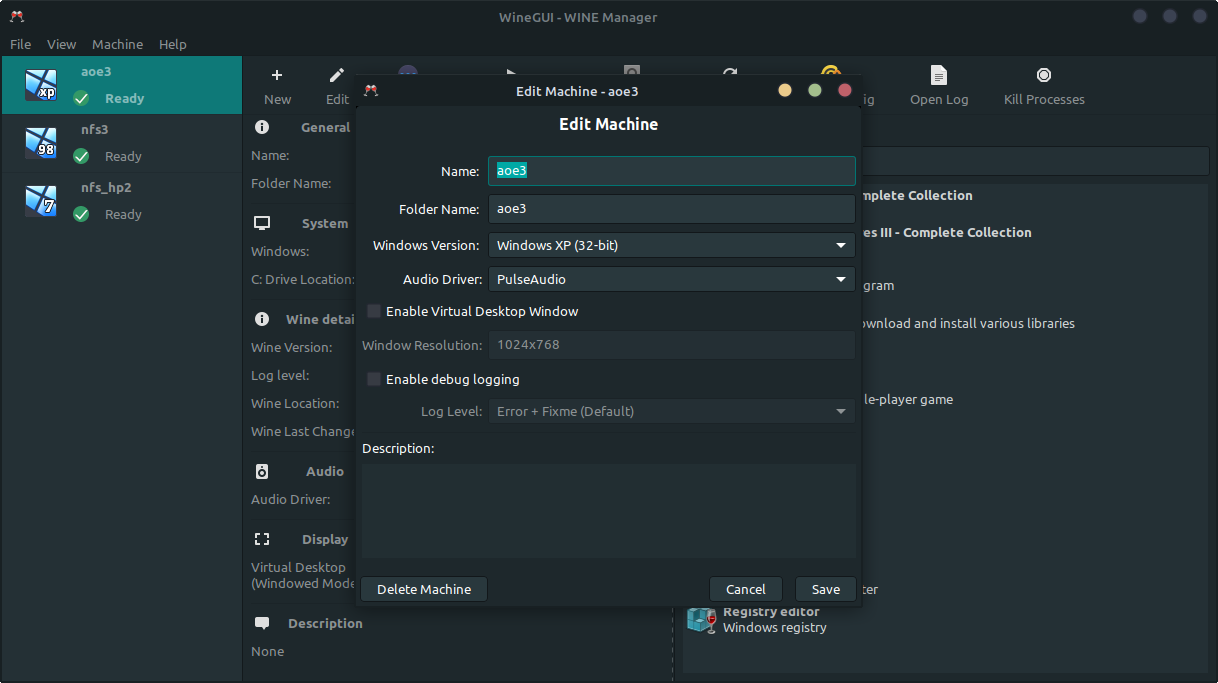 WineGUI - WINE Manager
File View Machine Help
aoe3
Ready
nfs3
Ready
nfs_hp2
Ready
xp
98
7
New
Edit
ig
Open Log
Kill Processes
General
Name:
Folder Name:
System
Windows:
C: Drive Location:
Wine detai
Wine Version:
Log level:
Wine Location:
Wine Last Change
Audio
Audio Driver:
Display
Virtual Desktop
(Windowed Mode
Description
None
Edit Machine - aoe3
Edit Machine
Name: aoe3
Folder Name: aoe3
Windows Version: Windows XP (32-bit)
Audio Driver: PulseAudio
Enable Virtual Desktop Window
Window Resolution: 1024x768
Enable debug logging
Log Level: Error + Fixme (Default)
Description:
Delete Machine
Cancel
Save
mplete Collection
es III - Complete Collection
gram
ownload and install various libraries
le-player game
ter
Registry editor
Windows registry